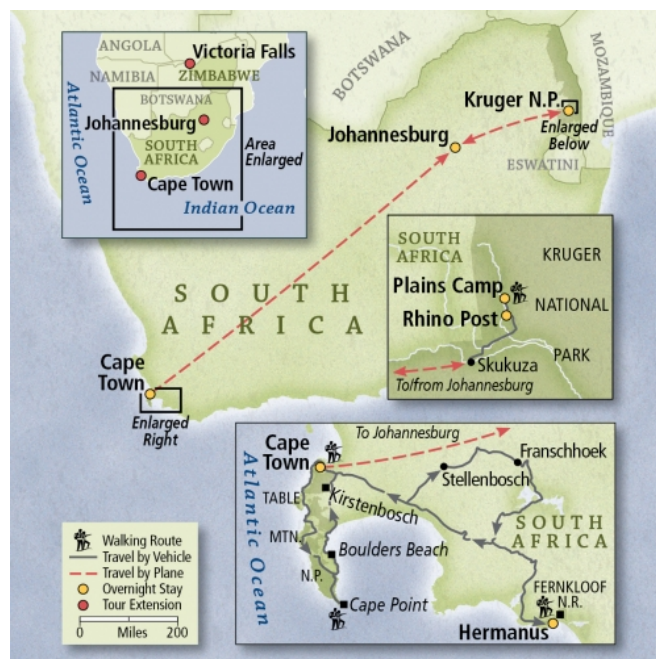 ANGOLA
Victoria Falls
NAMIBIA
ZIMBABWE
BOTSWANA
Johannesburg
SOUTH
AFRICA
Area
Enlarged
Cape Town
Atlantic Ocean
Indian Ocean
BOTSWANA
MOZAMBIQUE
Kruger N.P.
Enlarged
Below
Johannesburg
ESWATINI
SOUTH
AFRICA
SOUTH
AFRICA
KRUGER
Plains Camp
NATIONAL
Rhino Post
PARK
Skukuza
To/from Johannesburg
Cape
Town
Enlarged
Right
Cape
Town
To Johannesburg
Franschhoek
Stellenbosch
Atlantic Ocean
TABLE
Kirstenbosch
SOUTH
AFRICA
MTN.
Boulders Beach
N.P.
FERNKLOOF
N.R.
Cape Point
Hermanus
Walking Route
Travel by Vehicle
Travel by Plane
Overnight Stay
Tour Extension
0 Miles 200